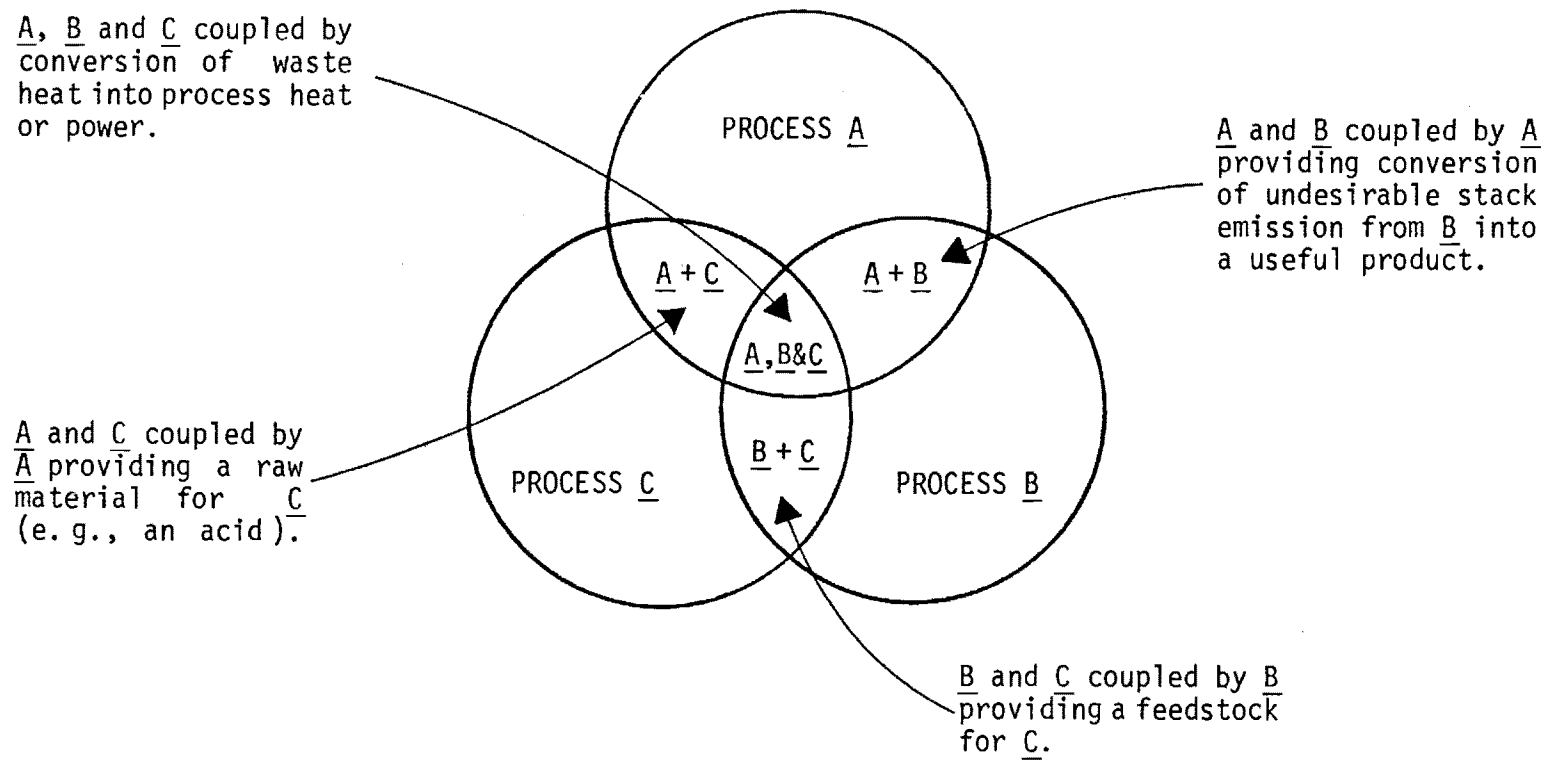 A, B and C coupled by
conversion of waste
heat into process heat
or power.
PROCESS A
A and B coupled by A
providing conversion
of undesirable stack
emission from B into
a useful product.
A + C
A + B
A,B&C
A and C coupled by
A providing a raw
material for C
(e. g., an acid ).
B + C
PROCESS C
PROCESS B
B and C coupled by B
providing a feedstock
for C.